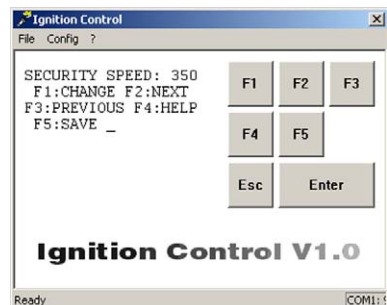 Ignition Control
File Config ?
SECURITY SPEED: 350
F1:CHANGE F2:NEXT
F3:PREVIOUS F4:HELP
F5:SAVE _
F1 F2 F3
F4 F5
Esc Enter
Ignition Control V1.0
Ready COM1: